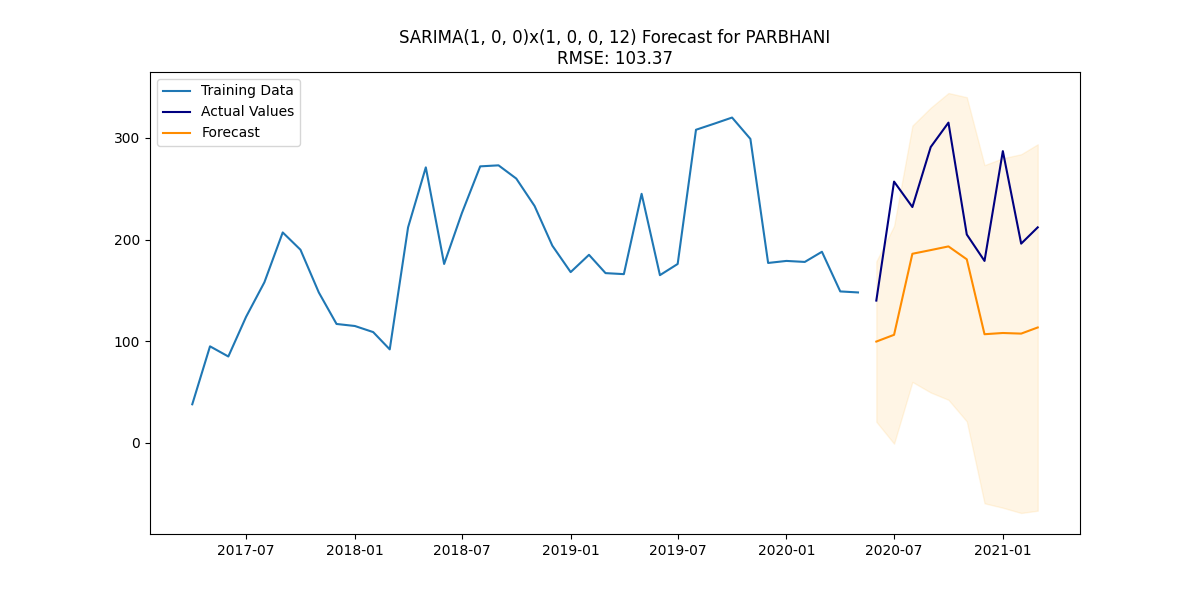 SARIMA(1, 0, 0)x(1, 0, 0, 12) Forecast for PARBHANI
RMSE: 103.37
Training Data
Actual Values
Forecast
300
200
100
0
2017-07 2018-01 2018-07 2019-01 2019-07 2020-01 2020-07 2021-01